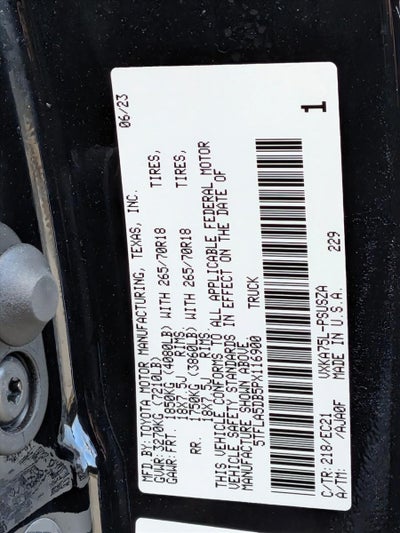 MFD.BY:TOYOTA MOTOR MANUFACTURING, TEXAS, INC. 06/23
GVWR:3270KG (7210LB)
GAWR:FRT. 1850KG (4080LB) WITH 265/70R18 TIRES,
18X7.5J RIMS.
RR. 1750KG (3860LB) WITH 265/70R18 TIRES,
18X7.5J RIMS.
THIS VEHICLE CONFORMS TO ALL APPLICABLE FEDERAL MOTOR
VEHICLE SAFETY STANDARDS IN EFFECT ON THE DATE OF
MANUFACTURE SHOWN ABOVE.
5TFLA5DB5PX116900 TRUCK
1
C/TR:218/EC21 VXKA75L-PSVGZA 229
A/TM: /AJA0F MADE IN U.S.A.